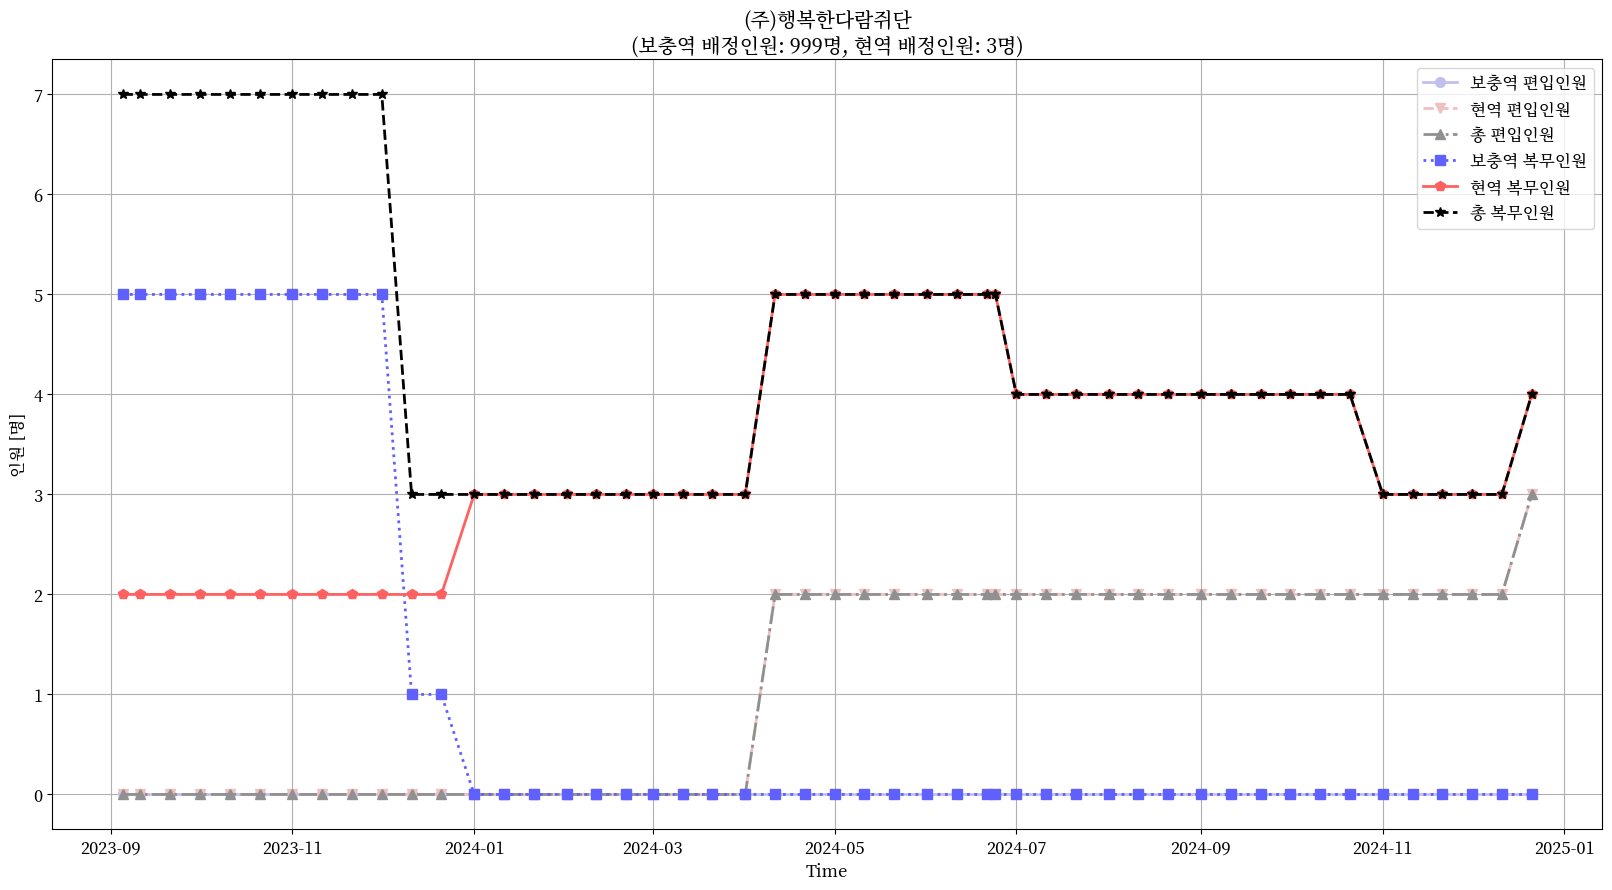 (주)행복한다람쥐단
(보충역 배정인원: 999명, 현역 배정인원: 3명)
보충역 편입인원
현역 편입인원
총 편입인원
보충역 복무인원
현역 복무인원
총 복무인원
인원 [명]
7
6
5
4
3
2
1
0
2023-09 2023-11 2024-01 2024-03 2024-05 2024-07 2024-09 2024-11 2025-01
Time